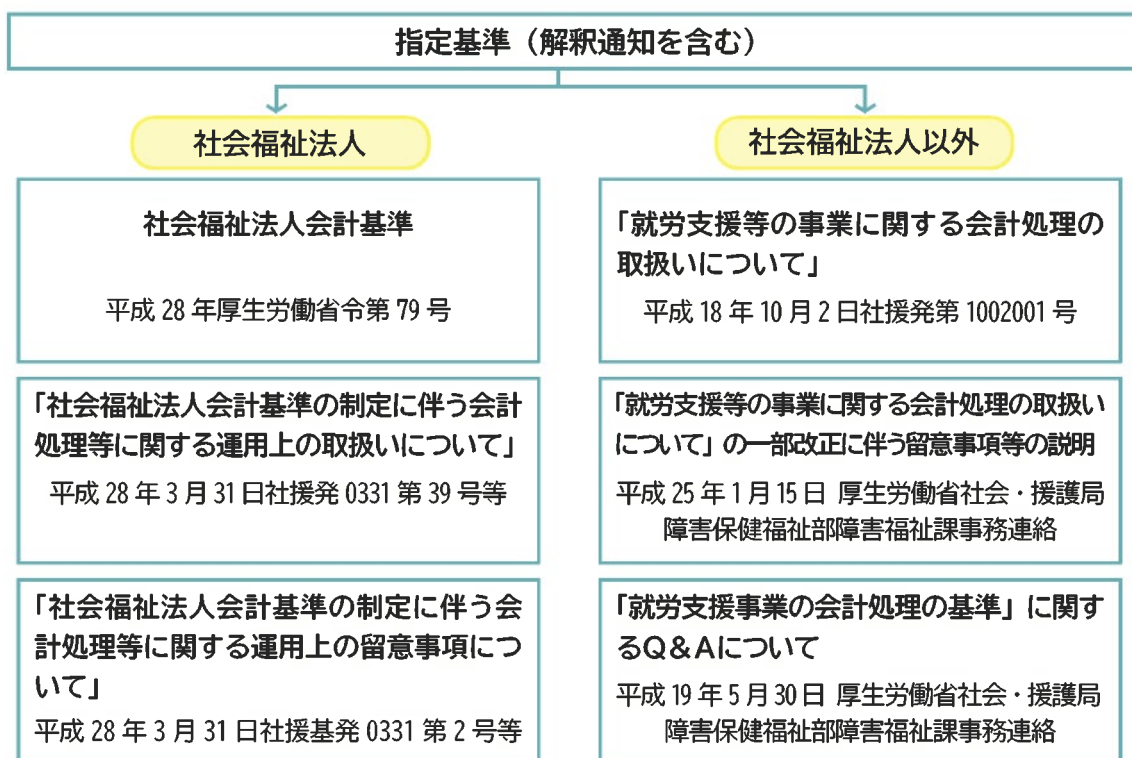 指定基準（解釈通知を含む）
社会福祉法人
社会福祉法人会計基準
平成 28 年厚生労働省令第 79 号
「社会福祉法人会計基準の制定に伴う会計
処理等に関する運用上の取扱いについて」
平成 28 年 3 月 31 日社援発 0331 第 39 号等
「社会福祉法人会計基準の制定に伴う会
計処理等に関する運用上の留意事項につ
いて」
平成 28 年 3 月 31 日社援基発 0331 第 2 号等
社会福祉法人以外
「就労支援等の事業に関する会計処理の
取扱いについて」
平成 18 年 10 月 2 日社援発第 1002001 号
「就労支援等の事業に関する会計処理の取扱い
について」の一部改正に伴う留意事項等の説明
平成 25 年 1 月 15 日 厚生労働省社会・援護局
障害保健福祉部障害福祉課事務連絡
「就労支援事業の会計処理の基準」に関す
るQ&Aについて
平成 19 年 5 月 30 日 厚生労働省社会・援護局
障害保健福祉部障害福祉課事務連絡